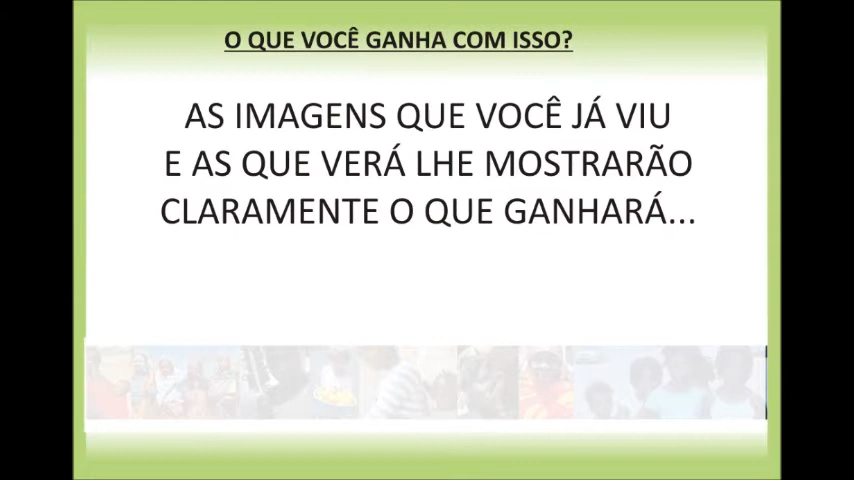 O QUE VOCÊ GANHA COM ISSO?
AS IMAGENS QUE VOCÊ JÁ VIU
E AS QUE VERÁ LHE MOSTRARÃO
CLARAMENTE O QUE GANHARÁ...